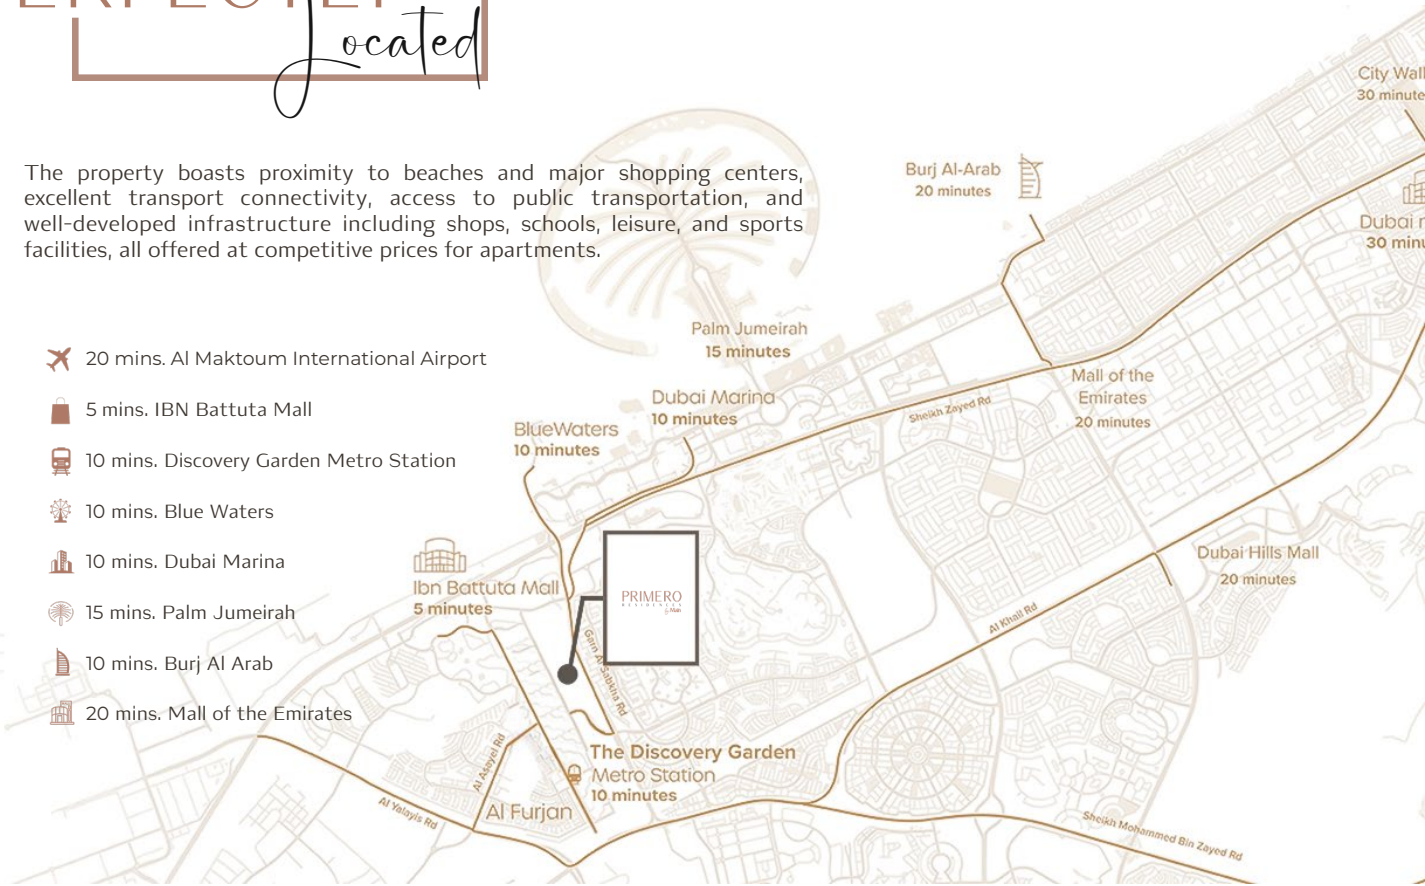 Located
The property boasts proximity to beaches and major shopping centers,
excellent transport connectivity, access to public transportation, and
well-developed infrastructure including shops, schools, leisure, and sports
facilities, all offered at competitive prices for apartments.
20 mins. Al Maktoum International Airport
5 mins. IBN Battuta Mall
10 mins. Discovery Garden Metro Station
10 mins. Blue Waters
10 mins. Dubai Marina
15 mins. Palm Jumeirah
10 mins. Burj Al Arab
20 mins. Mall of the Emirates
City Wal
30 minute
Burj Al-Arab
20 minutes
Dubai
30 minu
Palm Jumeirah
15 minutes
Mall of the
Emirates
20 minutes
Dubai Marina
10 minutes
Sheikh Zayed Rd
BlueWaters
10 minutes
Ibn Battuta Mall
5 minutes
PRIMERO
RESIDENCES
Dubai Hills Mall
20 minutes
Al Khail Rd
Garn Al Sabkha Rd
The Discovery Garden
Metro Station
10 minutes
Al Asayel Rd
Al Furjan
Al Yalayis Rd
Sheikh Mohammed Bin Zayed Rd